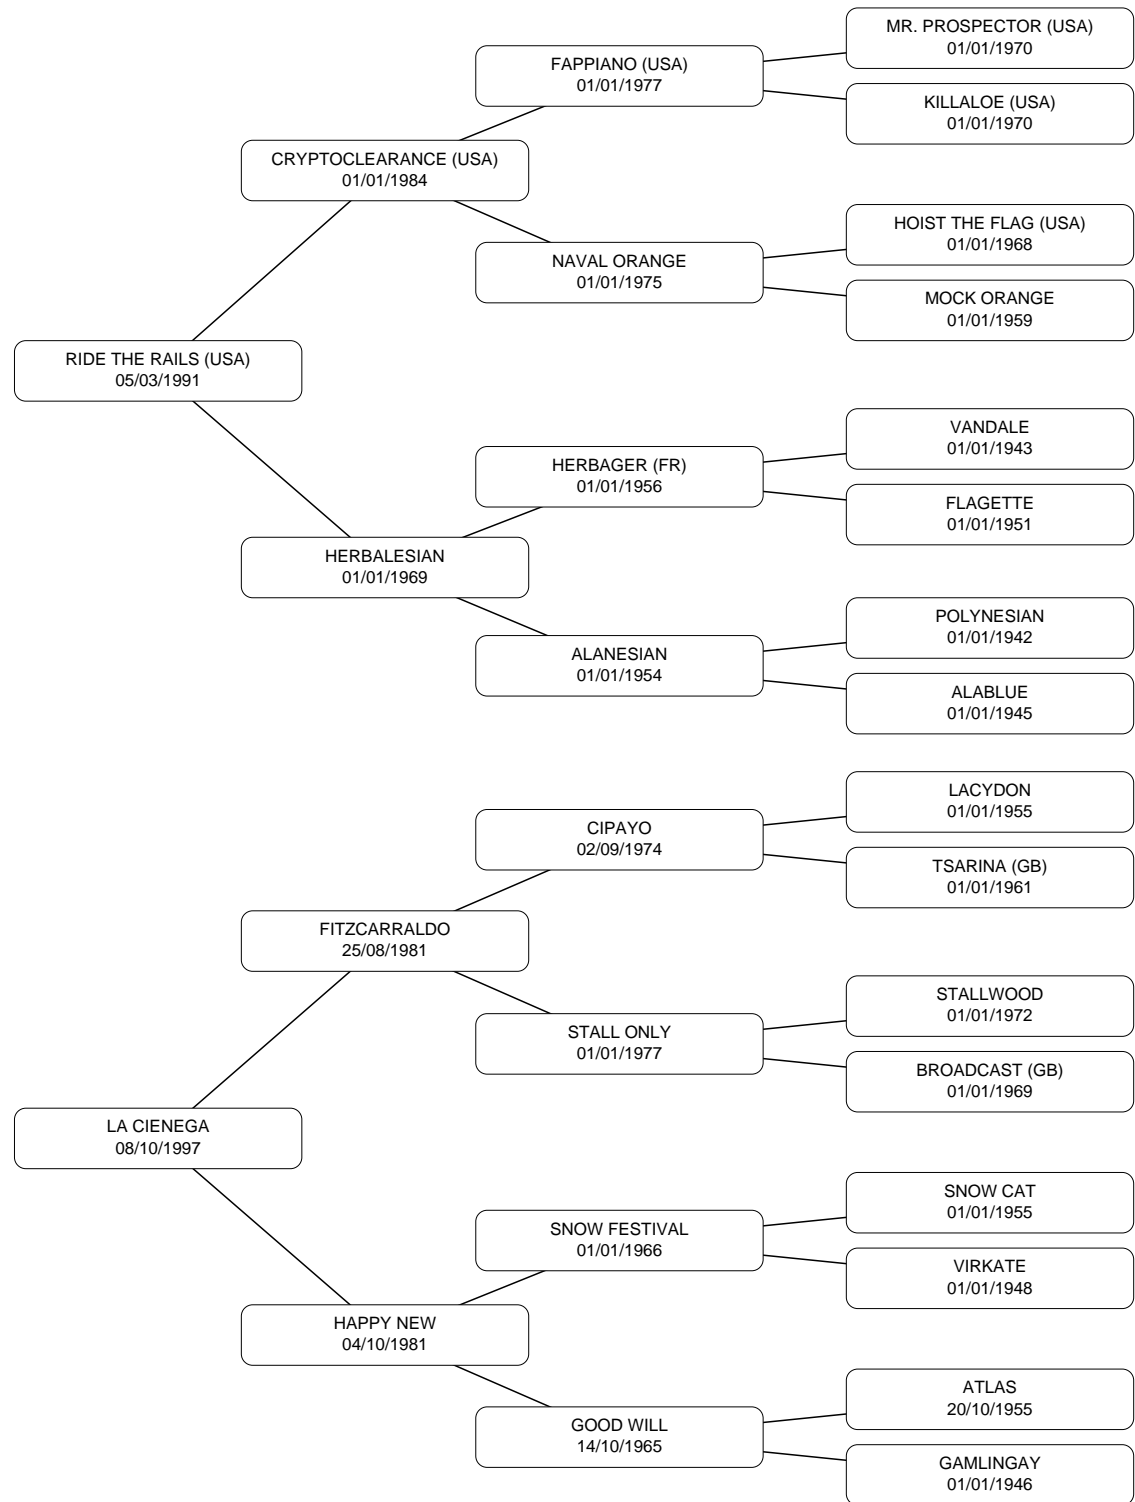 MR. PROSPECTOR (USA)
01/01/1970
FAPPIANO (USA)
01/01/1977
KILLALOE (USA)
01/01/1970
CRYPTOCLEARANCE (USA)
01/01/1984
HOIST THE FLAG (USA)
01/01/1968
NAVAL ORANGE
01/01/1975
MOCK ORANGE
01/01/1959
RIDE THE RAILS (USA)
05/03/1991
VANDALE
01/01/1943
HERBAGER (FR)
01/01/1956
FLAGETTE
01/01/1951
HERBALESIAN
01/01/1969
POLYNESIAN
01/01/1942
ALANESIAN
01/01/1954
ALABLUE
01/01/1945
LACYDON
01/01/1955
CIPAYO
02/09/1974
TSARINA (GB)
01/01/1961
FITZCARRALDO
25/08/1981
STALLWOOD
01/01/1972
STALL ONLY
01/01/1977
BROADCAST (GB)
01/01/1969
LA CIENEGA
08/10/1997
SNOW CAT
01/01/1955
SNOW FESTIVAL
01/01/1966
VIRKATE
01/01/1948
HAPPY NEW
04/10/1981
ATLAS
20/10/1955
GOOD WILL
14/10/1965
GAMLINGAY
01/01/1946